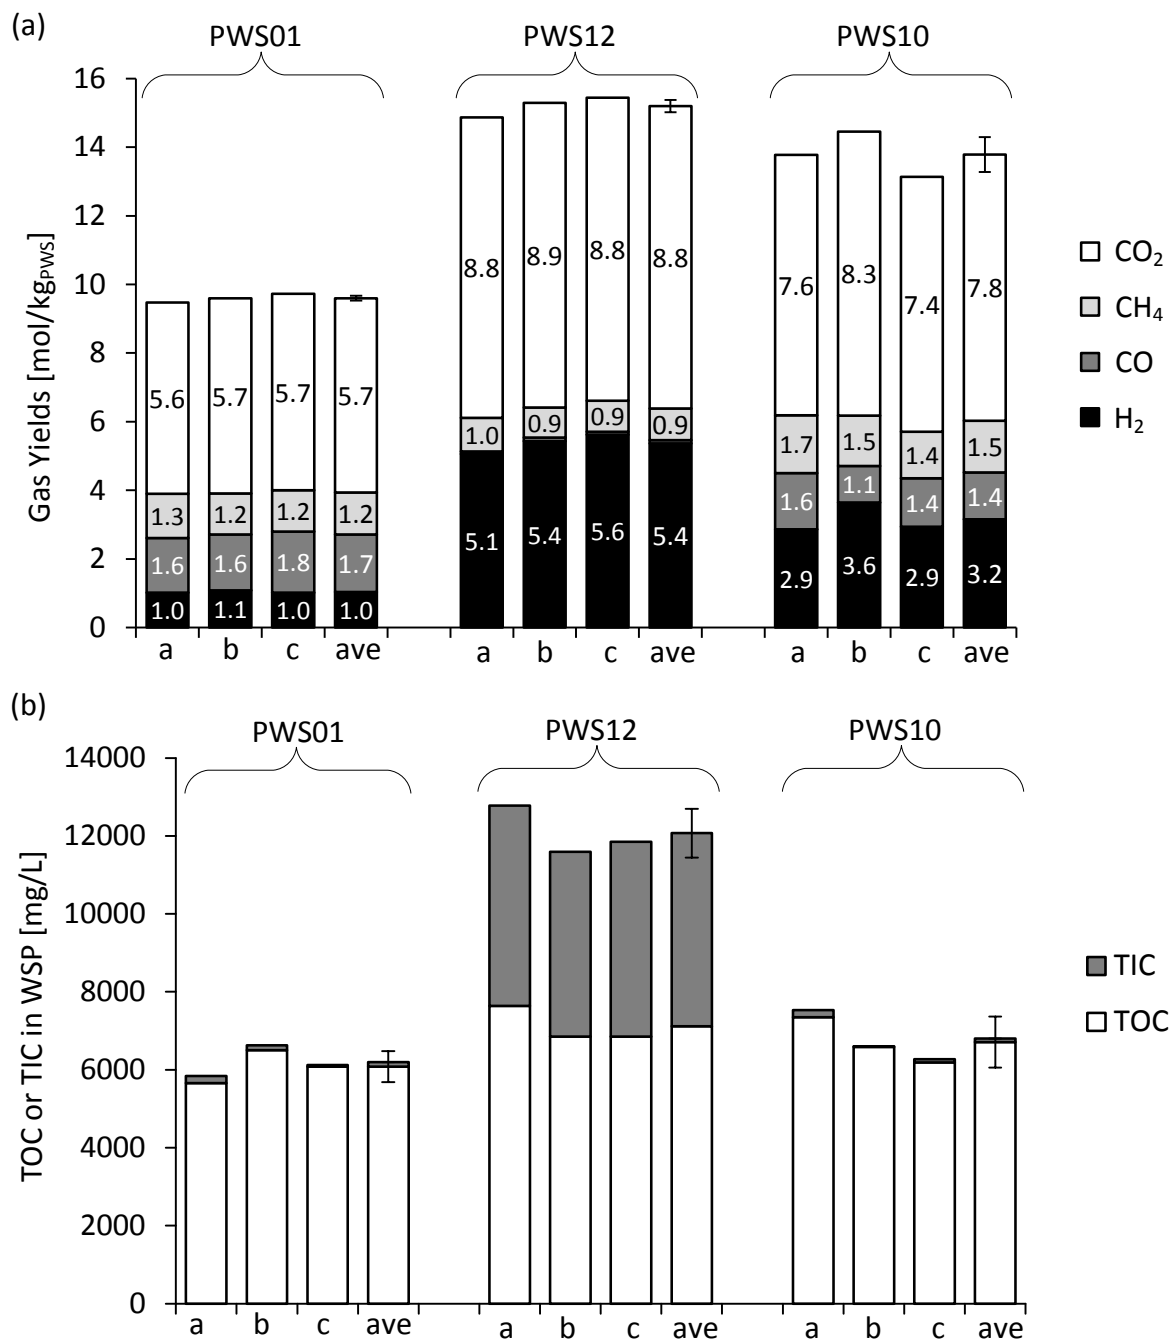 (a)
PWS01 PWS12 PWS10
Gas Yields [mol/kgPWS]
16
14
12
10
8
6
4
2
0
5.6 5.7 5.7 5.7
1.3 1.2 1.2 1.2
1.6 1.6 1.8 1.7
1.0 1.1 1.0 1.0
8.8 8.9 8.8 8.8
1.0 0.9 0.9 0.9
5.1 5.4 5.6 5.4
7.6 8.3 7.4 7.8
1.7 1.5 1.4 1.5
1.6 1.1 1.4 1.4
2.9 3.6 2.9 3.2
a b c ave a b c ave a b c ave
CO2
CH4
CO
H2
(b)
PWS01 PWS12 PWS10
TOC or TIC in WSP [mg/L]
14000
12000
10000
8000
6000
4000
2000
0
a b c ave a b c ave a b c ave
TIC
TOC